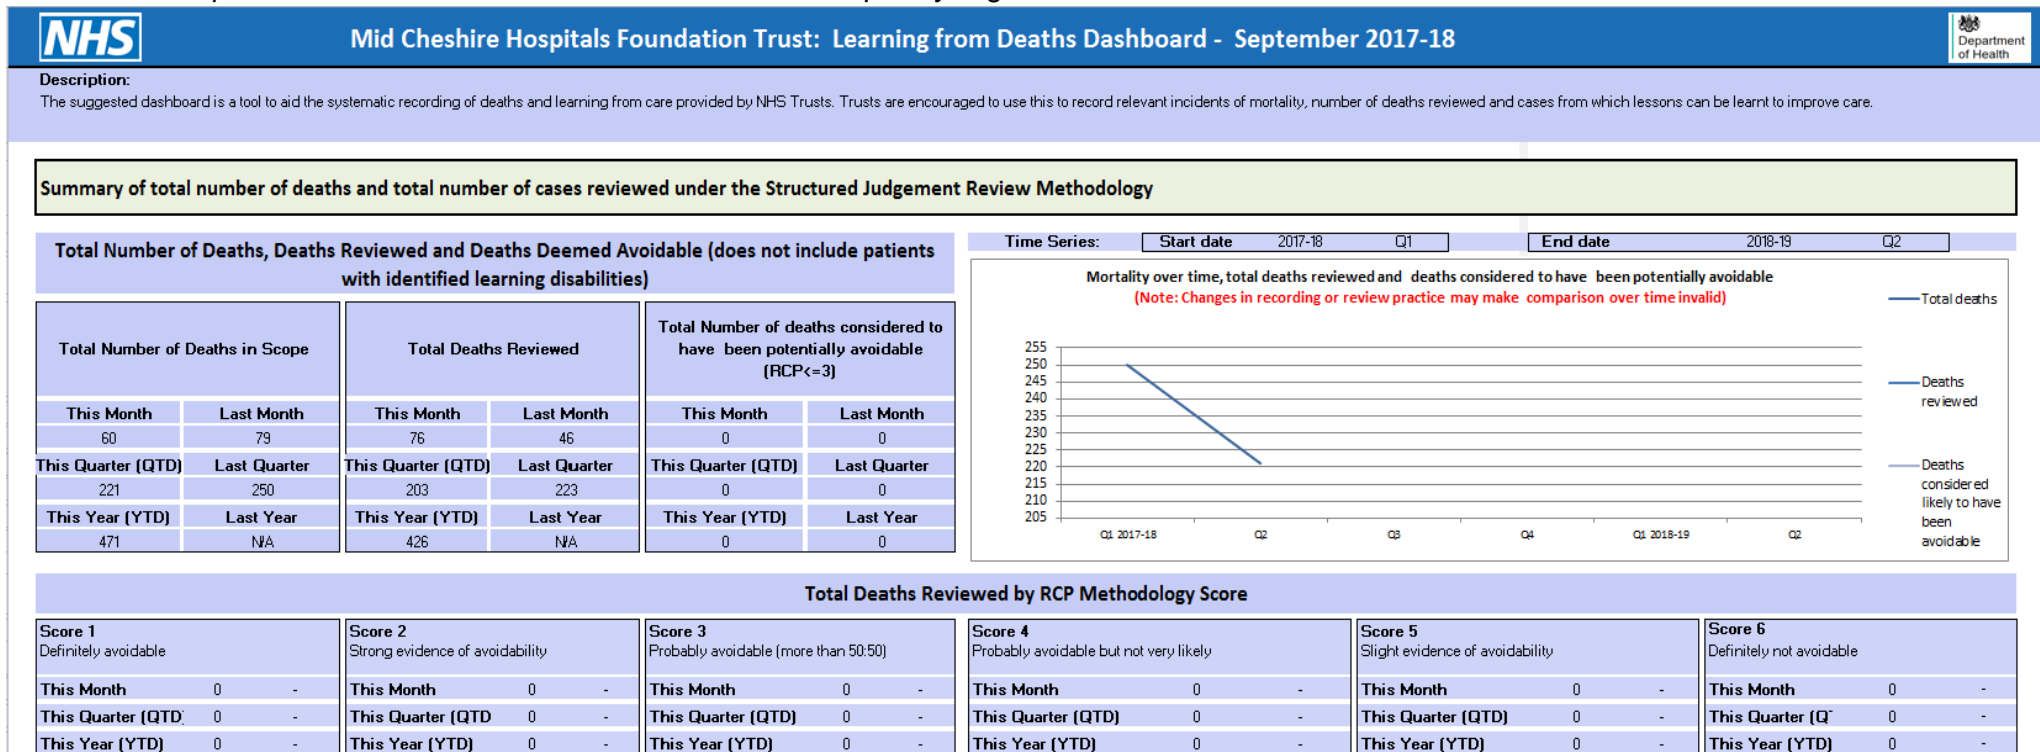 NHS
Mid Cheshire Hospitals Foundation Trust: Learning from Deaths Dashboard - September 2017-18
Department
of Health
Description:
The suggested dashboard is a tool to aid the systematic recording of deaths and learning from care provided by NHS Trusts. Trusts are encouraged to use this to record relevant incidents of mortality, number of deaths reviewed and cases from which lessons can be learnt to improve care.
Summary of total number of deaths and total number of cases reviewed under the Structured Judgement Review Methodology
Total Number of Deaths, Deaths Reviewed and Deaths Deemed Avoidable (does not include patients
with identified learning disabilities)
Total Number of Deaths in Scope
Total Deaths Reviewed
Total Number of deaths considered to
have been potentially avoidable
(RCP<=3)
This Month Last Month This Month Last Month This Month Last Month
60 79 76 46 0 0
This Quarter (QTD) Last Quarter This Quarter (QTD) Last Quarter This Quarter (QTD) Last Quarter
221 250 203 223 0 0
This Year (YTD) Last Year This Year (YTD) Last Year This Year (YTD) Last Year
471 N/A 426 N/A 0 0
Time Series: Start date 2017-18 Q1 End date 2018-19 Q2
Mortality over time, total deaths reviewed and deaths considered to have been potentially avoidable
(Note: Changes in recording or review practice may make comparison over time invalid)
255
250
245
240
235
230
225
220
215
210
205
Q1 2017-18 Q2 Q3 Q4 Q1 2018-19 Q2
Total deaths
Deaths
reviewed
Deaths
considered
likely to have
been
avoidable
Total Deaths Reviewed by RCP Methodology Score
Score 1 Score 2 Score 3 Score 4 Score 5 Score 6
Definitely avoidable Strong evidence of avoidability Probably avoidable (more than 50:50) Probably avoidable but not very likely Slight evidence of avoidability Definitely not avoidable
This Month 0 - This Month 0 - This Month 0 - This Month 0 - This Month 0 - This Month 0 -
This Quarter (QTD) 0 - This Quarter (QTD 0 - This Quarter (QTD) 0 - This Quarter (QTD) 0 - This Quarter (QTD) 0 - This Quarter (Q 0 -
This Year (YTD) 0 - This Year (YTD) 0 - This Year (YTD) 0 - This Year (YTD) 0 - This Year (YTD) 0 - This Year (YTD) 0 -